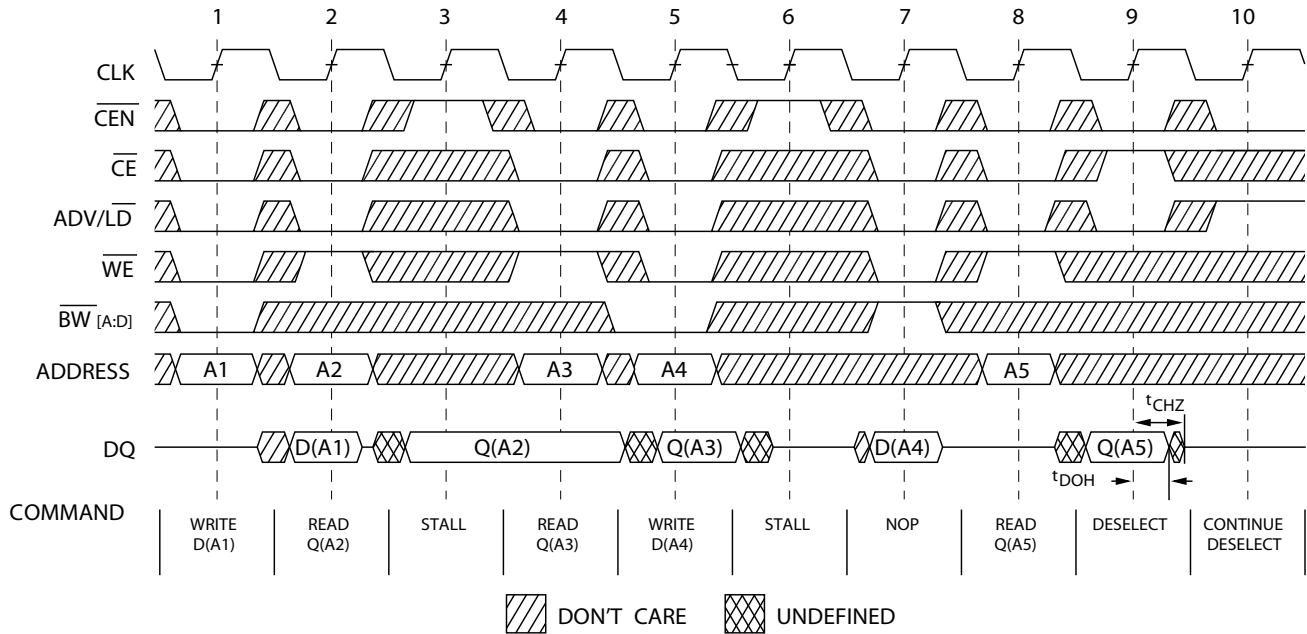 1 2 3 4 5 6 7 8 9 10
CLK
CEN
CE
ADV/LD
WE
BW [A:D]
ADDRESS A1 A2 A3 A4 A5
tCHZ
DQ D(A1) Q(A2) Q(A3) D(A4) Q(A5)
tDOH
COMMAND
WRITE READ STALL READ WRITE STALL NOP READ DESELECT CONTINUE
D(A1) Q(A2) Q(A3) D(A4) Q(A5) DESELECT
DON'T CARE UNDEFINED